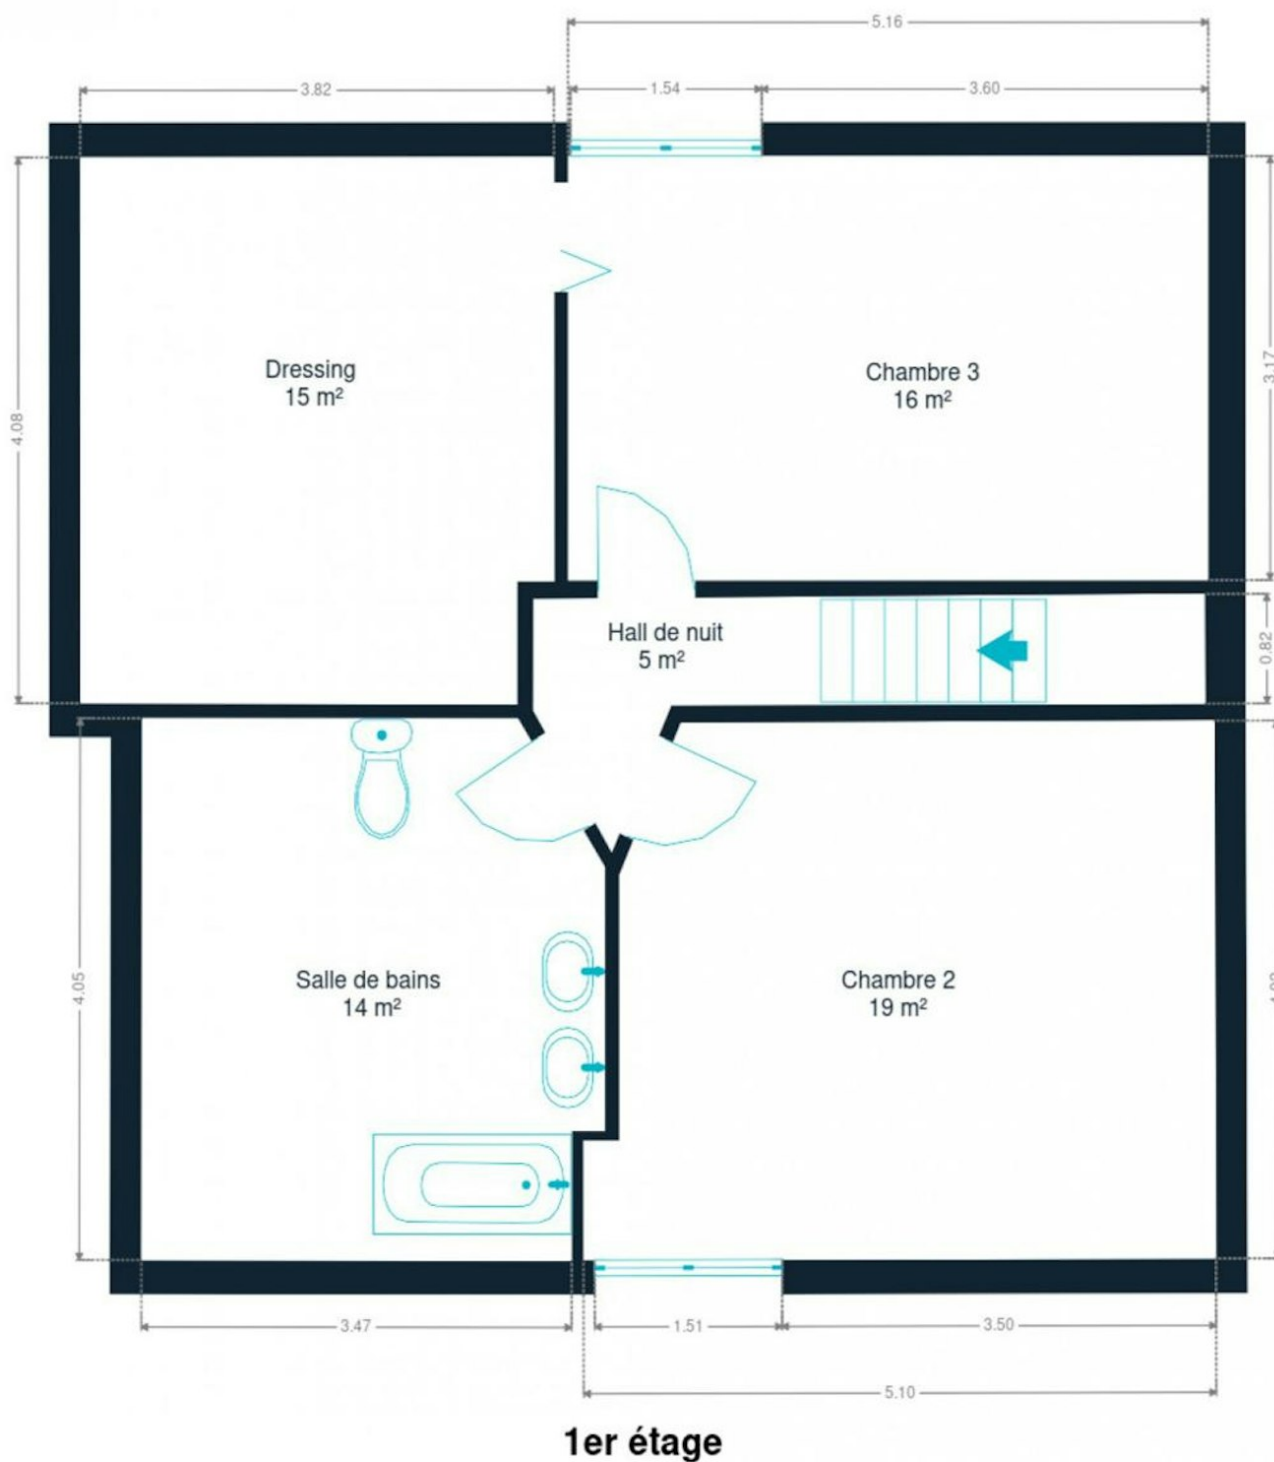 5.16
3.82
1.54
3.60
4.08
3.17
Dressing
15 m²
Chambre 3
16 m²
Hall de nuit
5 m²
0.82
4.05
Salle de bains
14 m²
Chambre 2
19 m²
3.47
1.51
3.50
5.10
1er étage